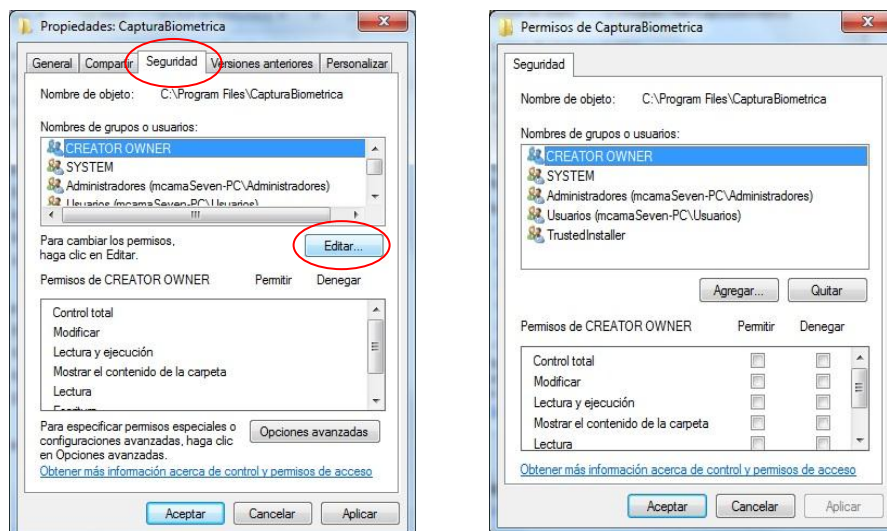 Propiedades: CapturaBiometrica
General Compartir Seguridad Versiones anteriores Personalizar
Nombre de objeto: C:\Program Files\CapturaBiometrica
Nombres de grupos o usuarios:
CREATOR OWNER
SYSTEM
Administradores (mcamaSeven-PC\Administradores)
Usuarios (mcamaSeven-PC\Usuarios)
Para cambiar los permisos,
haga clic en Editar.
Editar...
Permisos de CREATOR OWNER Permitir Denegar
Control total
Modificar
Lectura y ejecución
Mostrar el contenido de la carpeta
Lectura
Escritura
Para especificar permisos especiales o
configuraciones avanzadas, haga clic
en Opciones avanzadas.
Opciones avanzadas
Obtener más información acerca de control y permisos de acceso
Aceptar Cancelar Aplicar
Permisos de CapturaBiometrica
Seguridad
Nombre de objeto: C:\Program Files\CapturaBiometrica
Nombres de grupos o usuarios:
CREATOR OWNER
SYSTEM
Administradores (mcamaSeven-PC\Administradores)
Usuarios (mcamaSeven-PC\Usuarios)
TrustedInstaller
Agregar... Quitar
Permisos de CREATOR OWNER Permitir Denegar
Control total
Modificar
Lectura y ejecución
Mostrar el contenido de la carpeta
Lectura
Obtener más información acerca de control y permisos de acceso
Aceptar Cancelar Aplicar